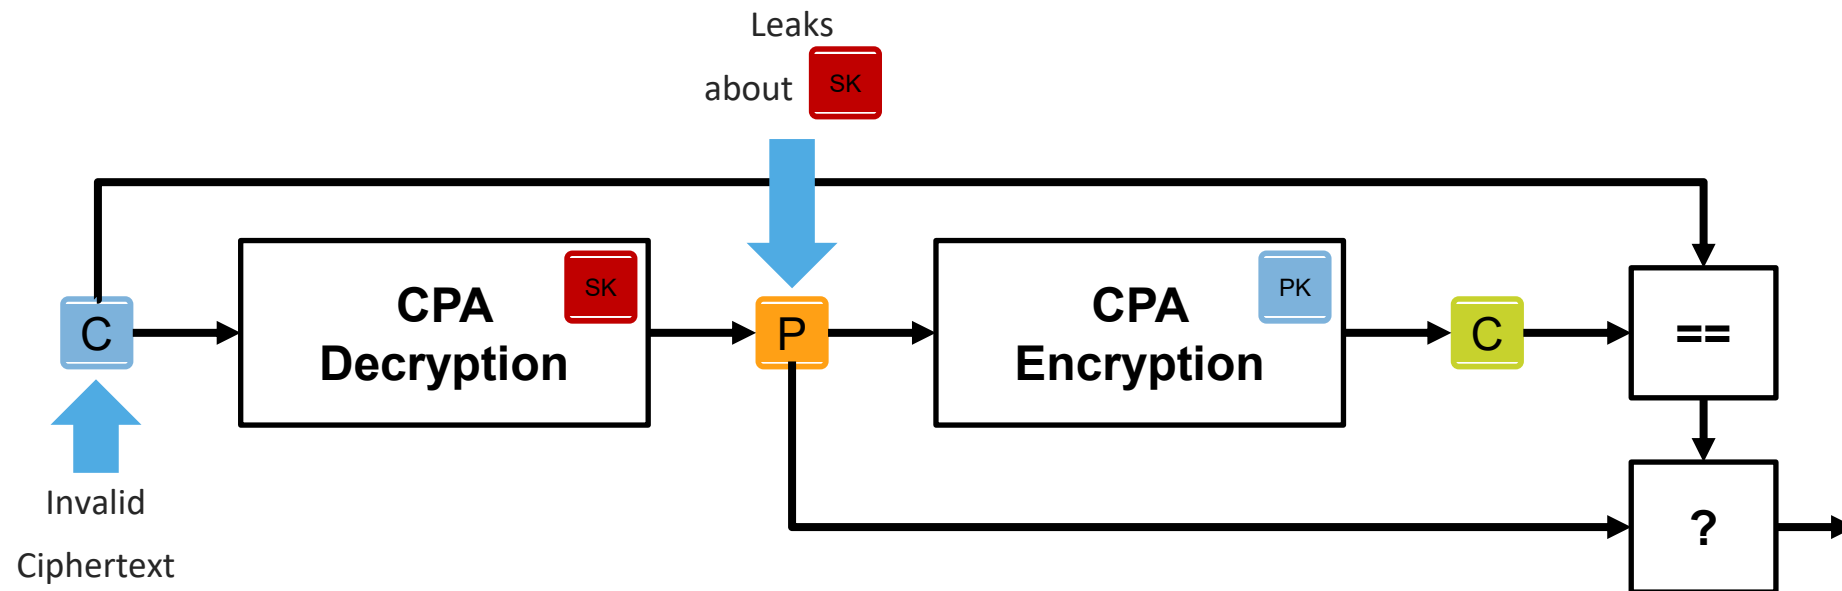 Leaks
about SK
CPA
Decryption
SK
CPA
Encryption
PK
C
P
C
==
?
Invalid
Ciphertext